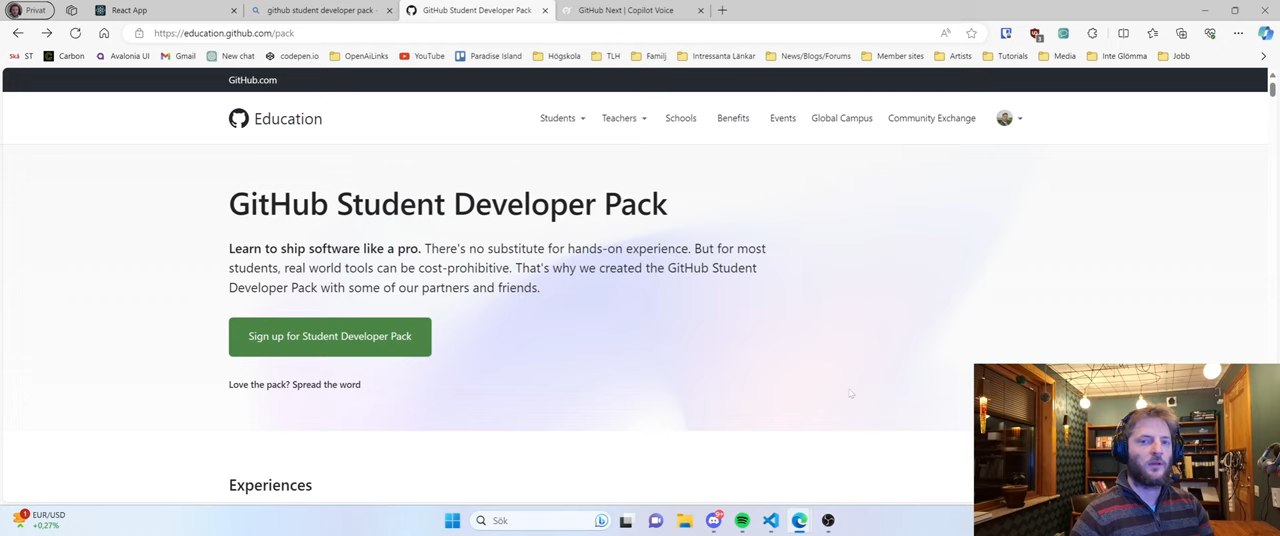 Privat
React App
github student developer pack -
GitHub Student Developer Pack
GitHub Next | Copilot Voice
https://education.github.com/pack
Skå ST
Carbon
Avalonia UI
Gmail
New chat
codepen.io
OpenAiLinks
YouTube
Paradise Island
Högskola
TLH
Familj
Intressanta Länkar
News/Blogs/Forums
Member sites
Artists
Tutorials
Media
Inte Glömma
Jobb
GitHub.com
Education
Students
Teachers
Schools
Benefits
Events
Global Campus
Community Exchange
GitHub Student Developer Pack
Learn to ship software like a pro. There's no substitute for hands-on experience. But for most
students, real world tools can be cost-prohibitive. That's why we created the GitHub Student
Developer Pack with some of our partners and friends.
Sign up for Student Developer Pack
Love the pack? Spread the word
Experiences
1
EUR/USD
+0,27%
Sök